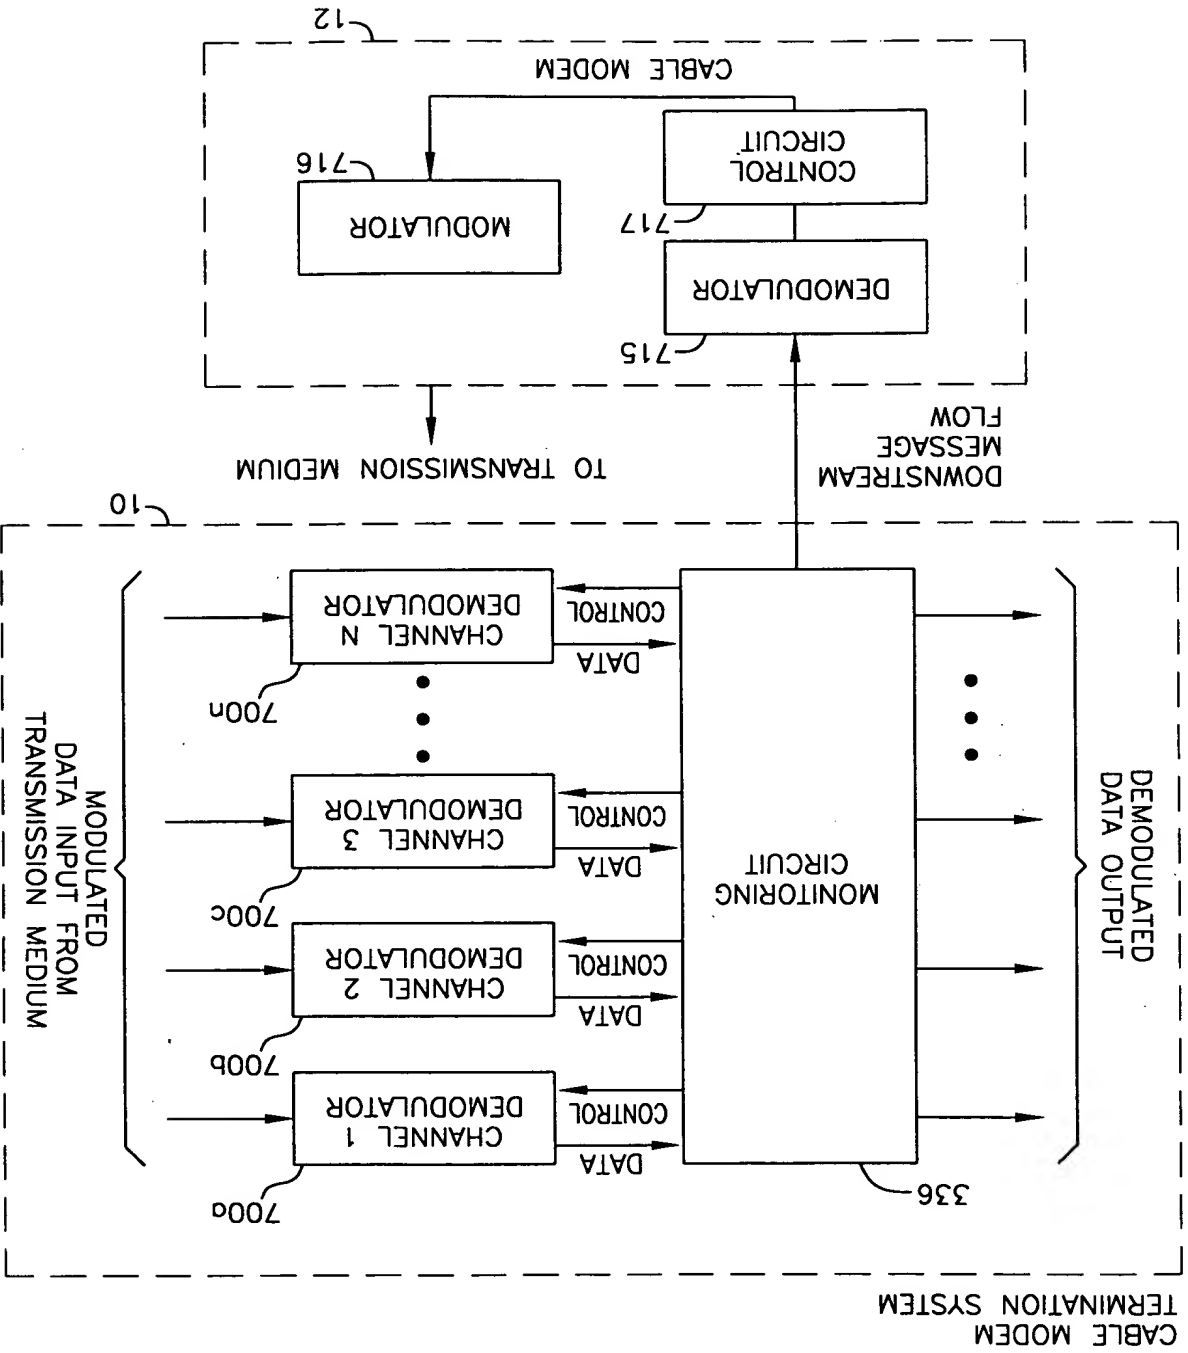 CABLE MODEM
TERMINATION SYSTEM
336
700a
DATA
CONTROL
CHANNEL 1
DEMODULATOR
700b
DATA
CONTROL
CHANNEL 2
DEMODULATOR
700c
DATA
CONTROL
CHANNEL 3
DEMODULATOR
700n
DATA
CONTROL
CHANNEL N
DEMODULATOR
DEMODULATED
DATA OUTPUT
MONITORING
CIRCUIT
MODULATED
DATA INPUT FROM
TRANSMISSION MEDIUM
10
DOWNSTREAM
MESSAGE
FLOW
TO TRANSMISSION MEDIUM
715
DEMODULATOR
717
CONTROL
CIRCUIT
MODULATOR
716
CABLE MODEM
12